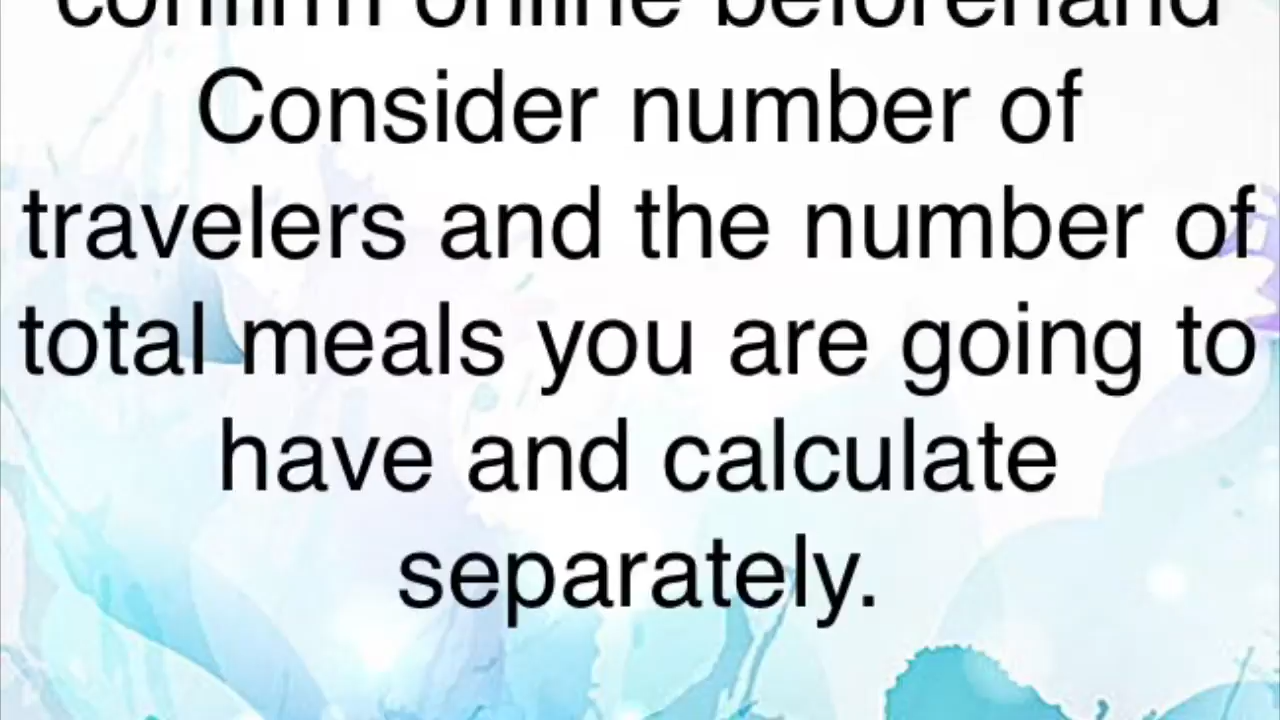 confirm online beforehand
Consider number of
travelers and the number of
total meals you are going to
have and calculate
separately.